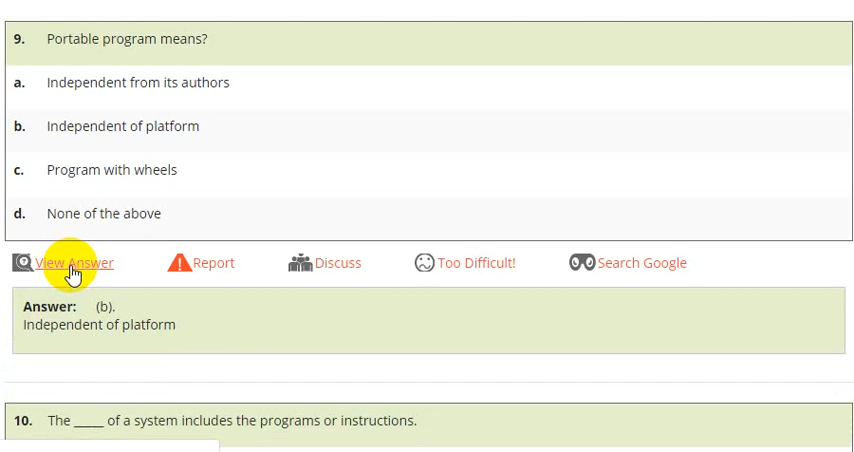 9. Portable program means?
a. Independent from its authors
b. Independent of platform
c. Program with wheels
d. None of the above
View Answer Report Discuss Too Difficult! Search Google
Answer: (b).
Independent of platform
10. The _____ of a system includes the programs or instructions.